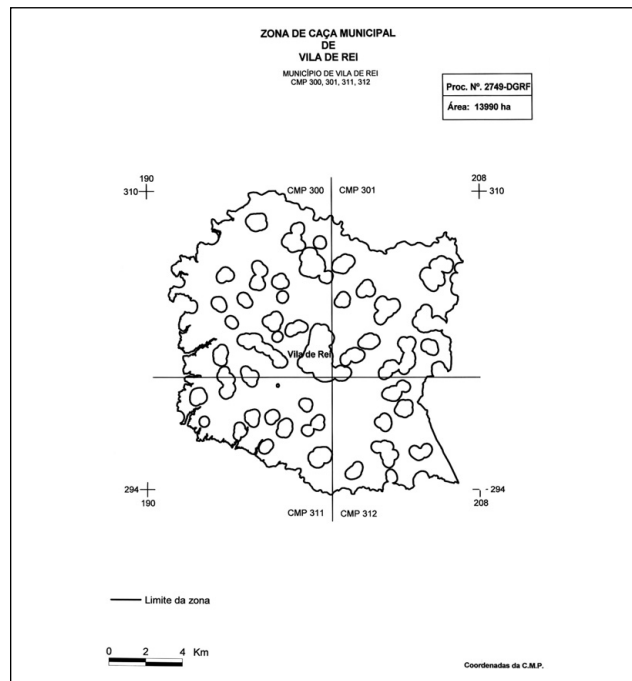 ZONA DE CAÇA MUNICIPAL
DE
VILA DE REI
MUNICÍPIO DE VILA DE REI
CMP 300, 301, 311, 312
Proc. Nº. 2749-DGRF
Área: 13990 ha
190
208
310
CMP 300
CMP 301
310
Vila de Rei
294
294
190
CMP 311
CMP 312
208
Limite da zona
0 2 4 Km
Coordenadas da C.M.P.